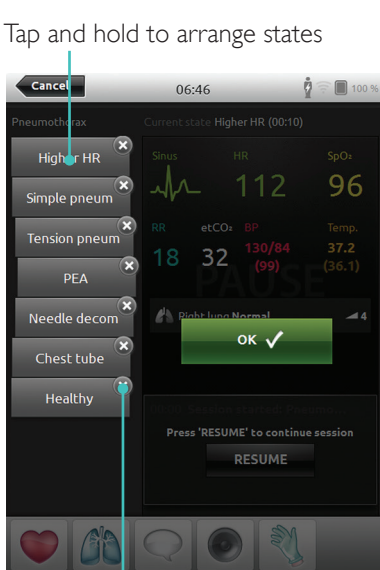 Tap and hold to arrange states
Cancel
06:46
100 %
Pneumothorax
Current state Higher HR (00:10)
Higher HR
Simple pneum
Tension pneum
PEA
Needle decom
Chest tube
Healthy
Sinus
HR
SpO₂
112
96
RR
etCO₂
BP
Temp.
18
32
130/84
(99)
37.2
(36.1)
PAUSE
Right lung Normal
4
OK
Press 'RESUME' to continue session
RESUME